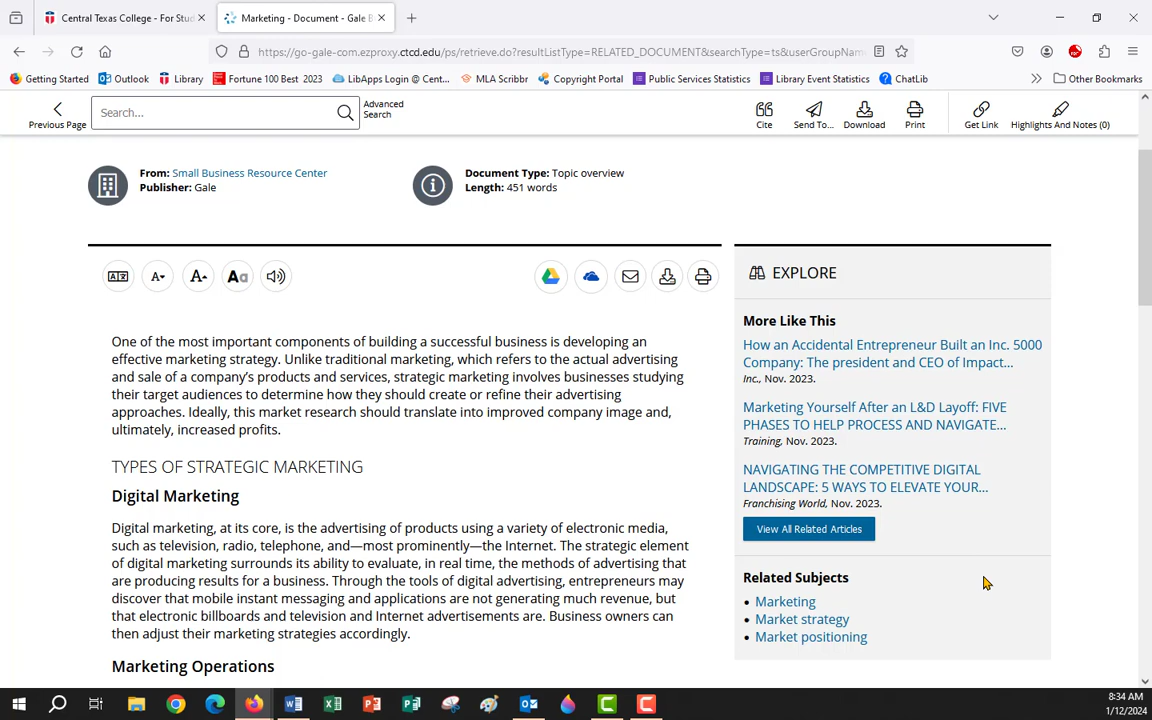 Central Texas College - For Stud
Marketing - Document - Gale B
https://go-gale-com.ezproxy.ctcd.edu/ps/retrieve.do?resultListType=RELATED_DOCUMENT&searchType=ts&userGroupNam
Getting Started
Outlook
Library
Fortune 100 Best 2023
LibApps Login @ Cent...
MLA Scribbr
Copyright Portal
Public Services Statistics
Library Event Statistics
ChatLib
Other Bookmarks
Previous Page
Search...
Advanced
Search
Cite
Send To...
Download
Print
Get Link
Highlights And Notes (0)
From: Small Business Resource Center
Publisher: Gale
Document Type: Topic overview
Length: 451 words
One of the most important components of building a successful business is developing an
effective marketing strategy. Unlike traditional marketing, which refers to the actual advertising
and sale of a company's products and services, strategic marketing involves businesses studying
their target audiences to determine how they should create or refine their advertising
approaches. Ideally, this market research should translate into improved company image and,
ultimately, increased profits.
TYPES OF STRATEGIC MARKETING
Digital Marketing
Digital marketing, at its core, is the advertising of products using a variety of electronic media,
such as television, radio, telephone, and—most prominently—the Internet. The strategic element
of digital marketing surrounds its ability to evaluate, in real time, the methods of advertising that
are producing results for a business. Through the tools of digital advertising, entrepreneurs may
discover that mobile instant messaging and applications are not generating much revenue, but
that electronic billboards and television and Internet advertisements are. Business owners can
then adjust their marketing strategies accordingly.
Marketing Operations
EXPLORE
More Like This
How an Accidental Entrepreneur Built an Inc. 5000
Company: The president and CEO of Impact...
Inc., Nov. 2023.
Marketing Yourself After an L&D Layoff: FIVE
PHASES TO HELP PROCESS AND NAVIGATE...
Training, Nov. 2023.
NAVIGATING THE COMPETITIVE DIGITAL
LANDSCAPE: 5 WAYS TO ELEVATE YOUR...
Franchising World, Nov. 2023.
View All Related Articles
Related Subjects
• Marketing
• Market strategy
• Market positioning
8:34 AM
1/12/2024